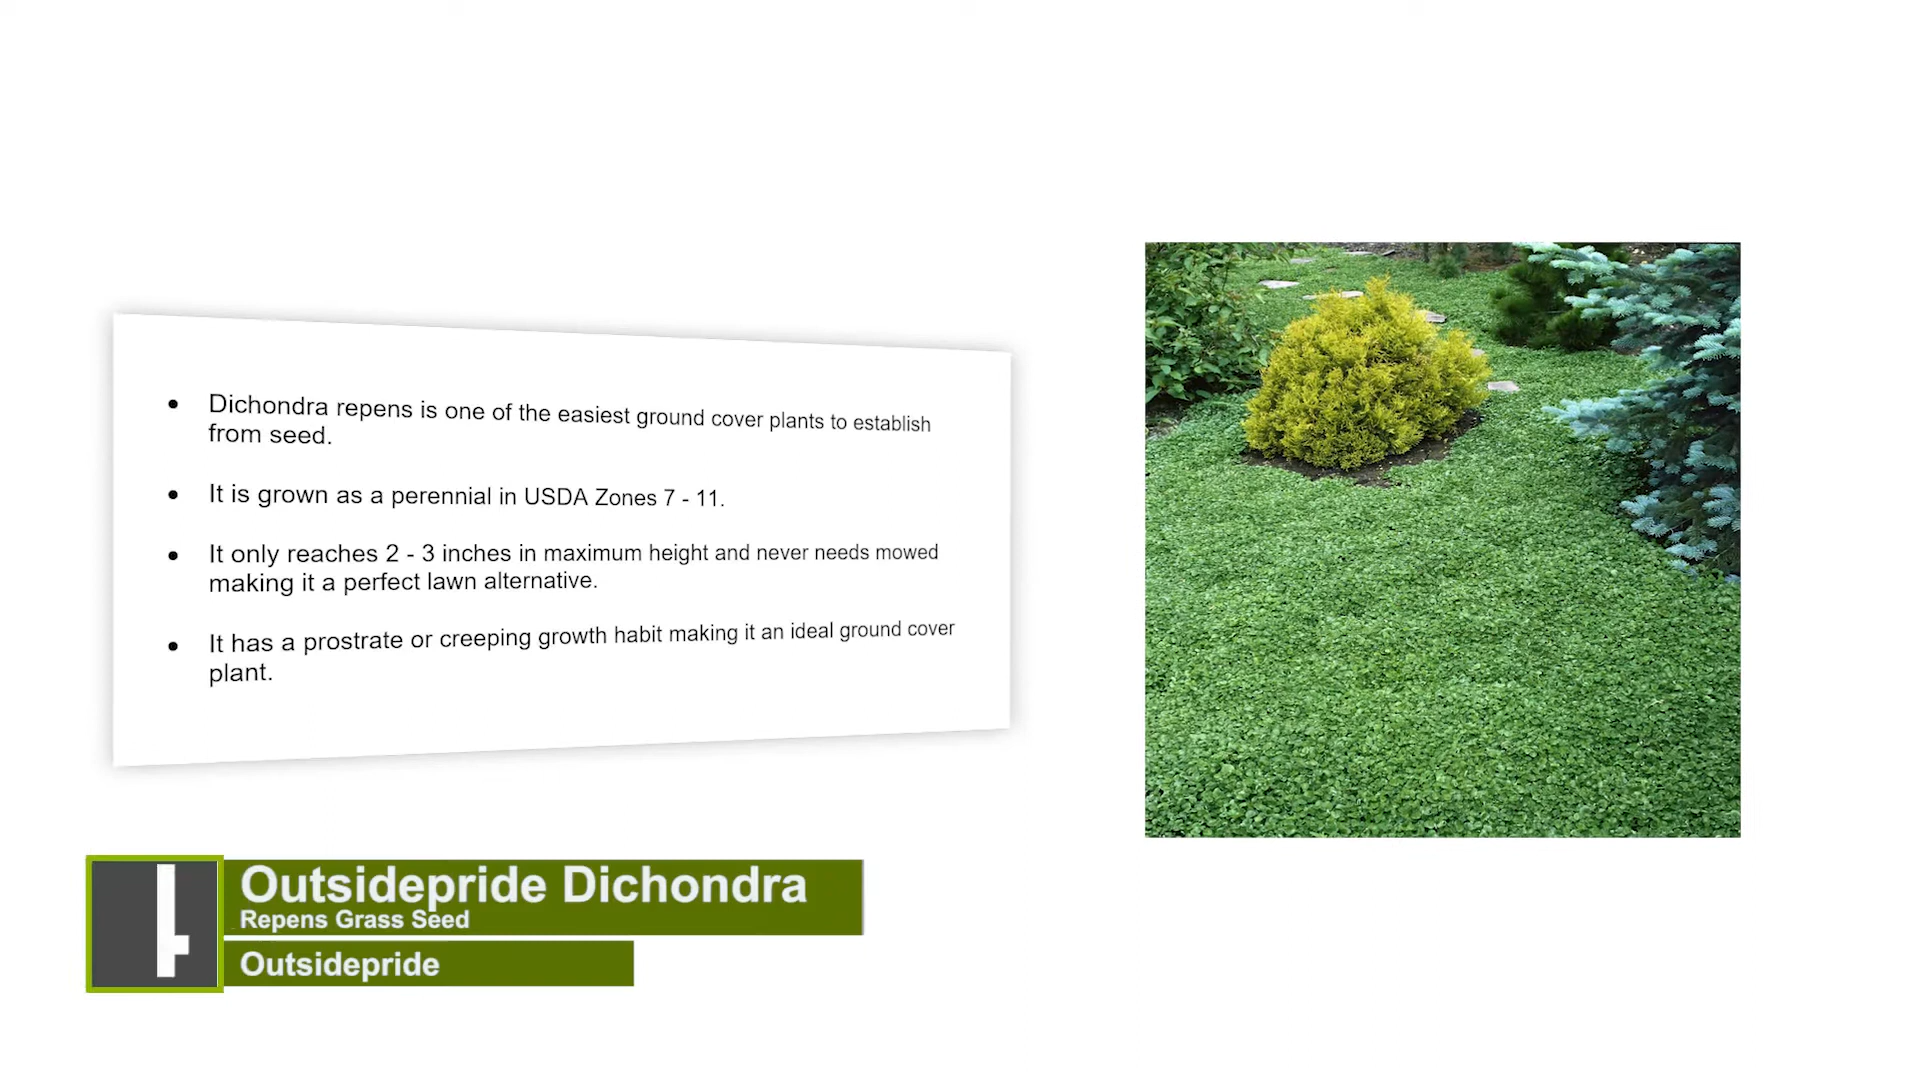 • Dichondra repens is one of the easiest ground cover plants to establish
from seed.
• It is grown as a perennial in USDA Zones 7 - 11.
• It only reaches 2 - 3 inches in maximum height and never needs mowed
making it a perfect lawn alternative.
• It has a prostrate or creeping growth habit making it an ideal ground cover
plant.
Outsidepride Dichondra
Repens Grass Seed
Outsidepride